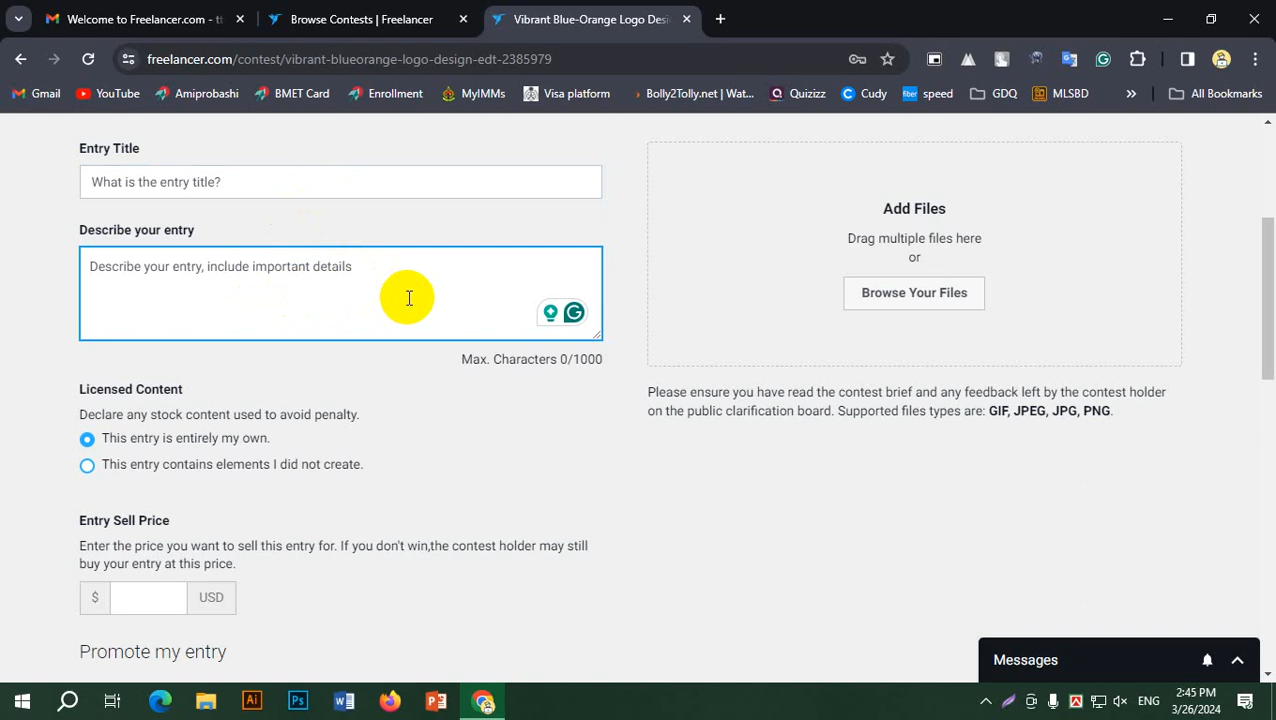 Welcome to Freelancer.com - t
Browse Contests | Freelancer
Vibrant Blue-Orange Logo Desi
freelancer.com/contest/vibrant-blueorange-logo-design-edt-2385979
Gmail YouTube Amiprobashi BMET Card Enrollment MyIMMs Visa platform Bolly2Tolly.net | Wat... Quizizz Cudy speed GDQ MLSBD All Bookmarks
Entry Title
What is the entry title?
Describe your entry
Describe your entry, include important details
Max. Characters 0/1000
Licensed Content
Declare any stock content used to avoid penalty.
This entry is entirely my own.
This entry contains elements I did not create.
Entry Sell Price
Enter the price you want to sell this entry for. If you don't win,the contest holder may still
buy your entry at this price.
$ USD
Promote my entry
Add Files
Drag multiple files here
or
Browse Your Files
Please ensure you have read the contest brief and any feedback left by the contest holder
on the public clarification board. Supported files types are: GIF, JPEG, JPG, PNG.
Messages
ENG
2:45 PM
3/26/2024